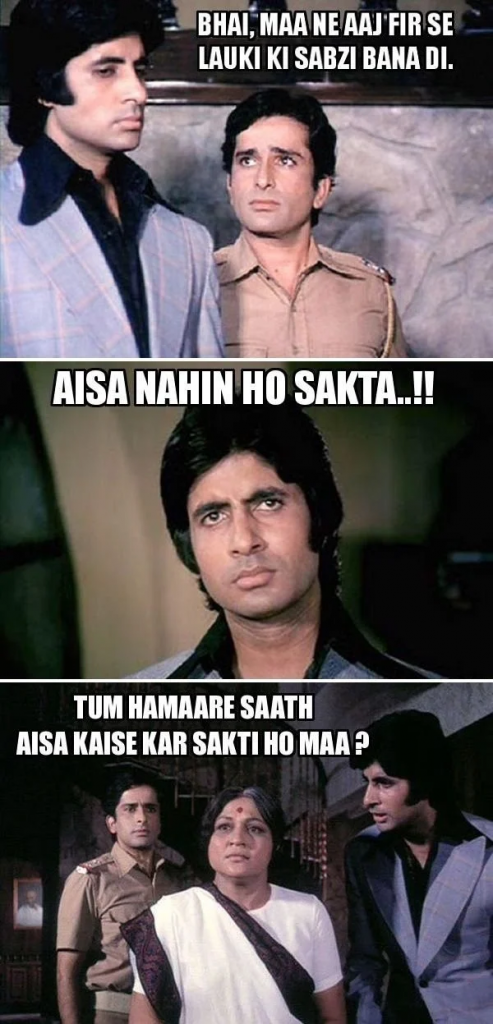 BHAI, MAA NE AAJ FIR SE
LAUKI KI SABZI BANA DI.
AISA NAHIN HO SAKTA..!!
TUM HAMAARE SAATH
AISA KAISE KAR SAKTI HO MAA ?